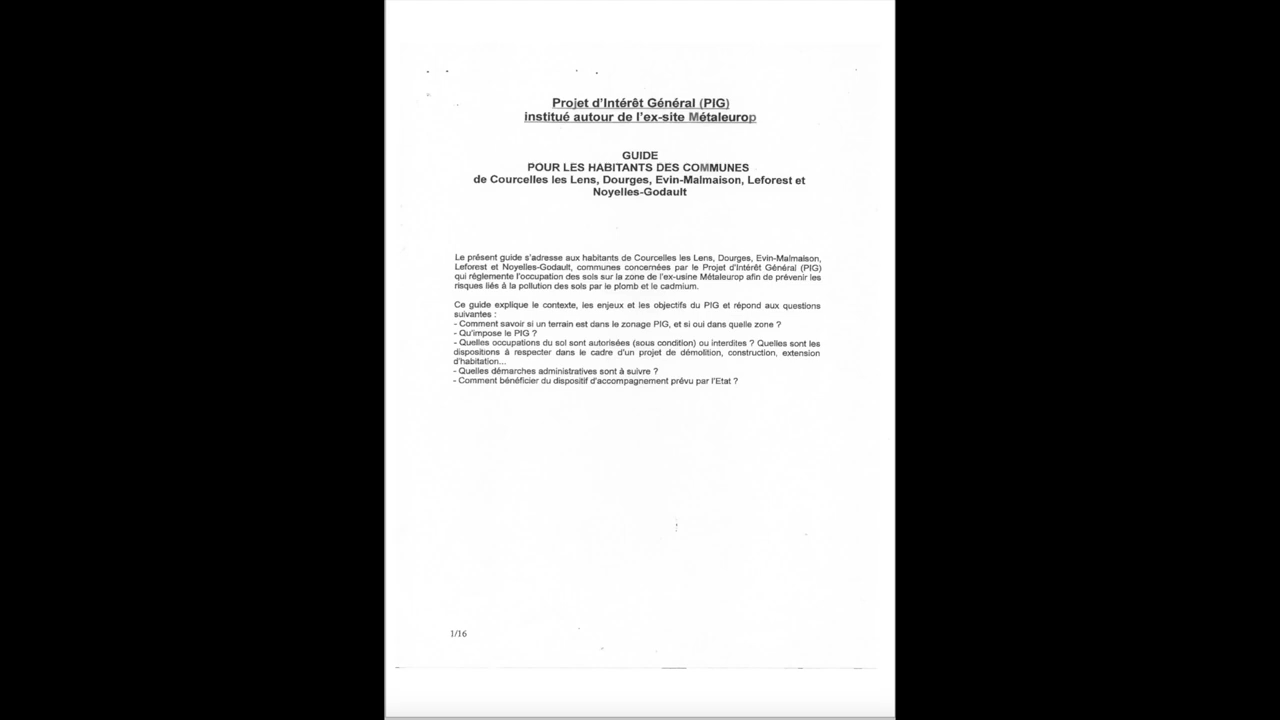 Projet d'Intérêt Général (PIG)
institué autour de l'ex-site Métaleurop
GUIDE
POUR LES HABITANTS DES COMMUNES
de Courcelles les Lens, Dourges, Evin-Malmaison, Leforest et
Noyelles-Godault
Le présent guide s'adresse aux habitants de Courcelles les Lens, Dourges, Evin-Malmaison,
Leforest et Noyelles-Godault, communes concernées par le Projet d'Intérêt Général (PIG)
qui réglemente l'occupation des sols sur la zone de l'ex-usine Métaleurop afin de prévenir les
risques liés à la pollution des sols par le plomb et le cadmium.
Ce guide explique le contexte, les enjeux et les objectifs du PIG et répond aux questions
suivantes :
- Comment savoir si un terrain est dans le zonage PIG, et si oui dans quelle zone ?
- Qu'impose le PIG ?
- Quelles occupations du sol sont autorisées (sous condition) ou interdites ? Quelles sont les
dispositions à respecter dans le cadre d'un projet de démolition, construction, extension
d'habitation...
- Quelles démarches administratives sont à suivre ?
- Comment bénéficier du dispositif d'accompagnement prévu par l'Etat ?
1/16